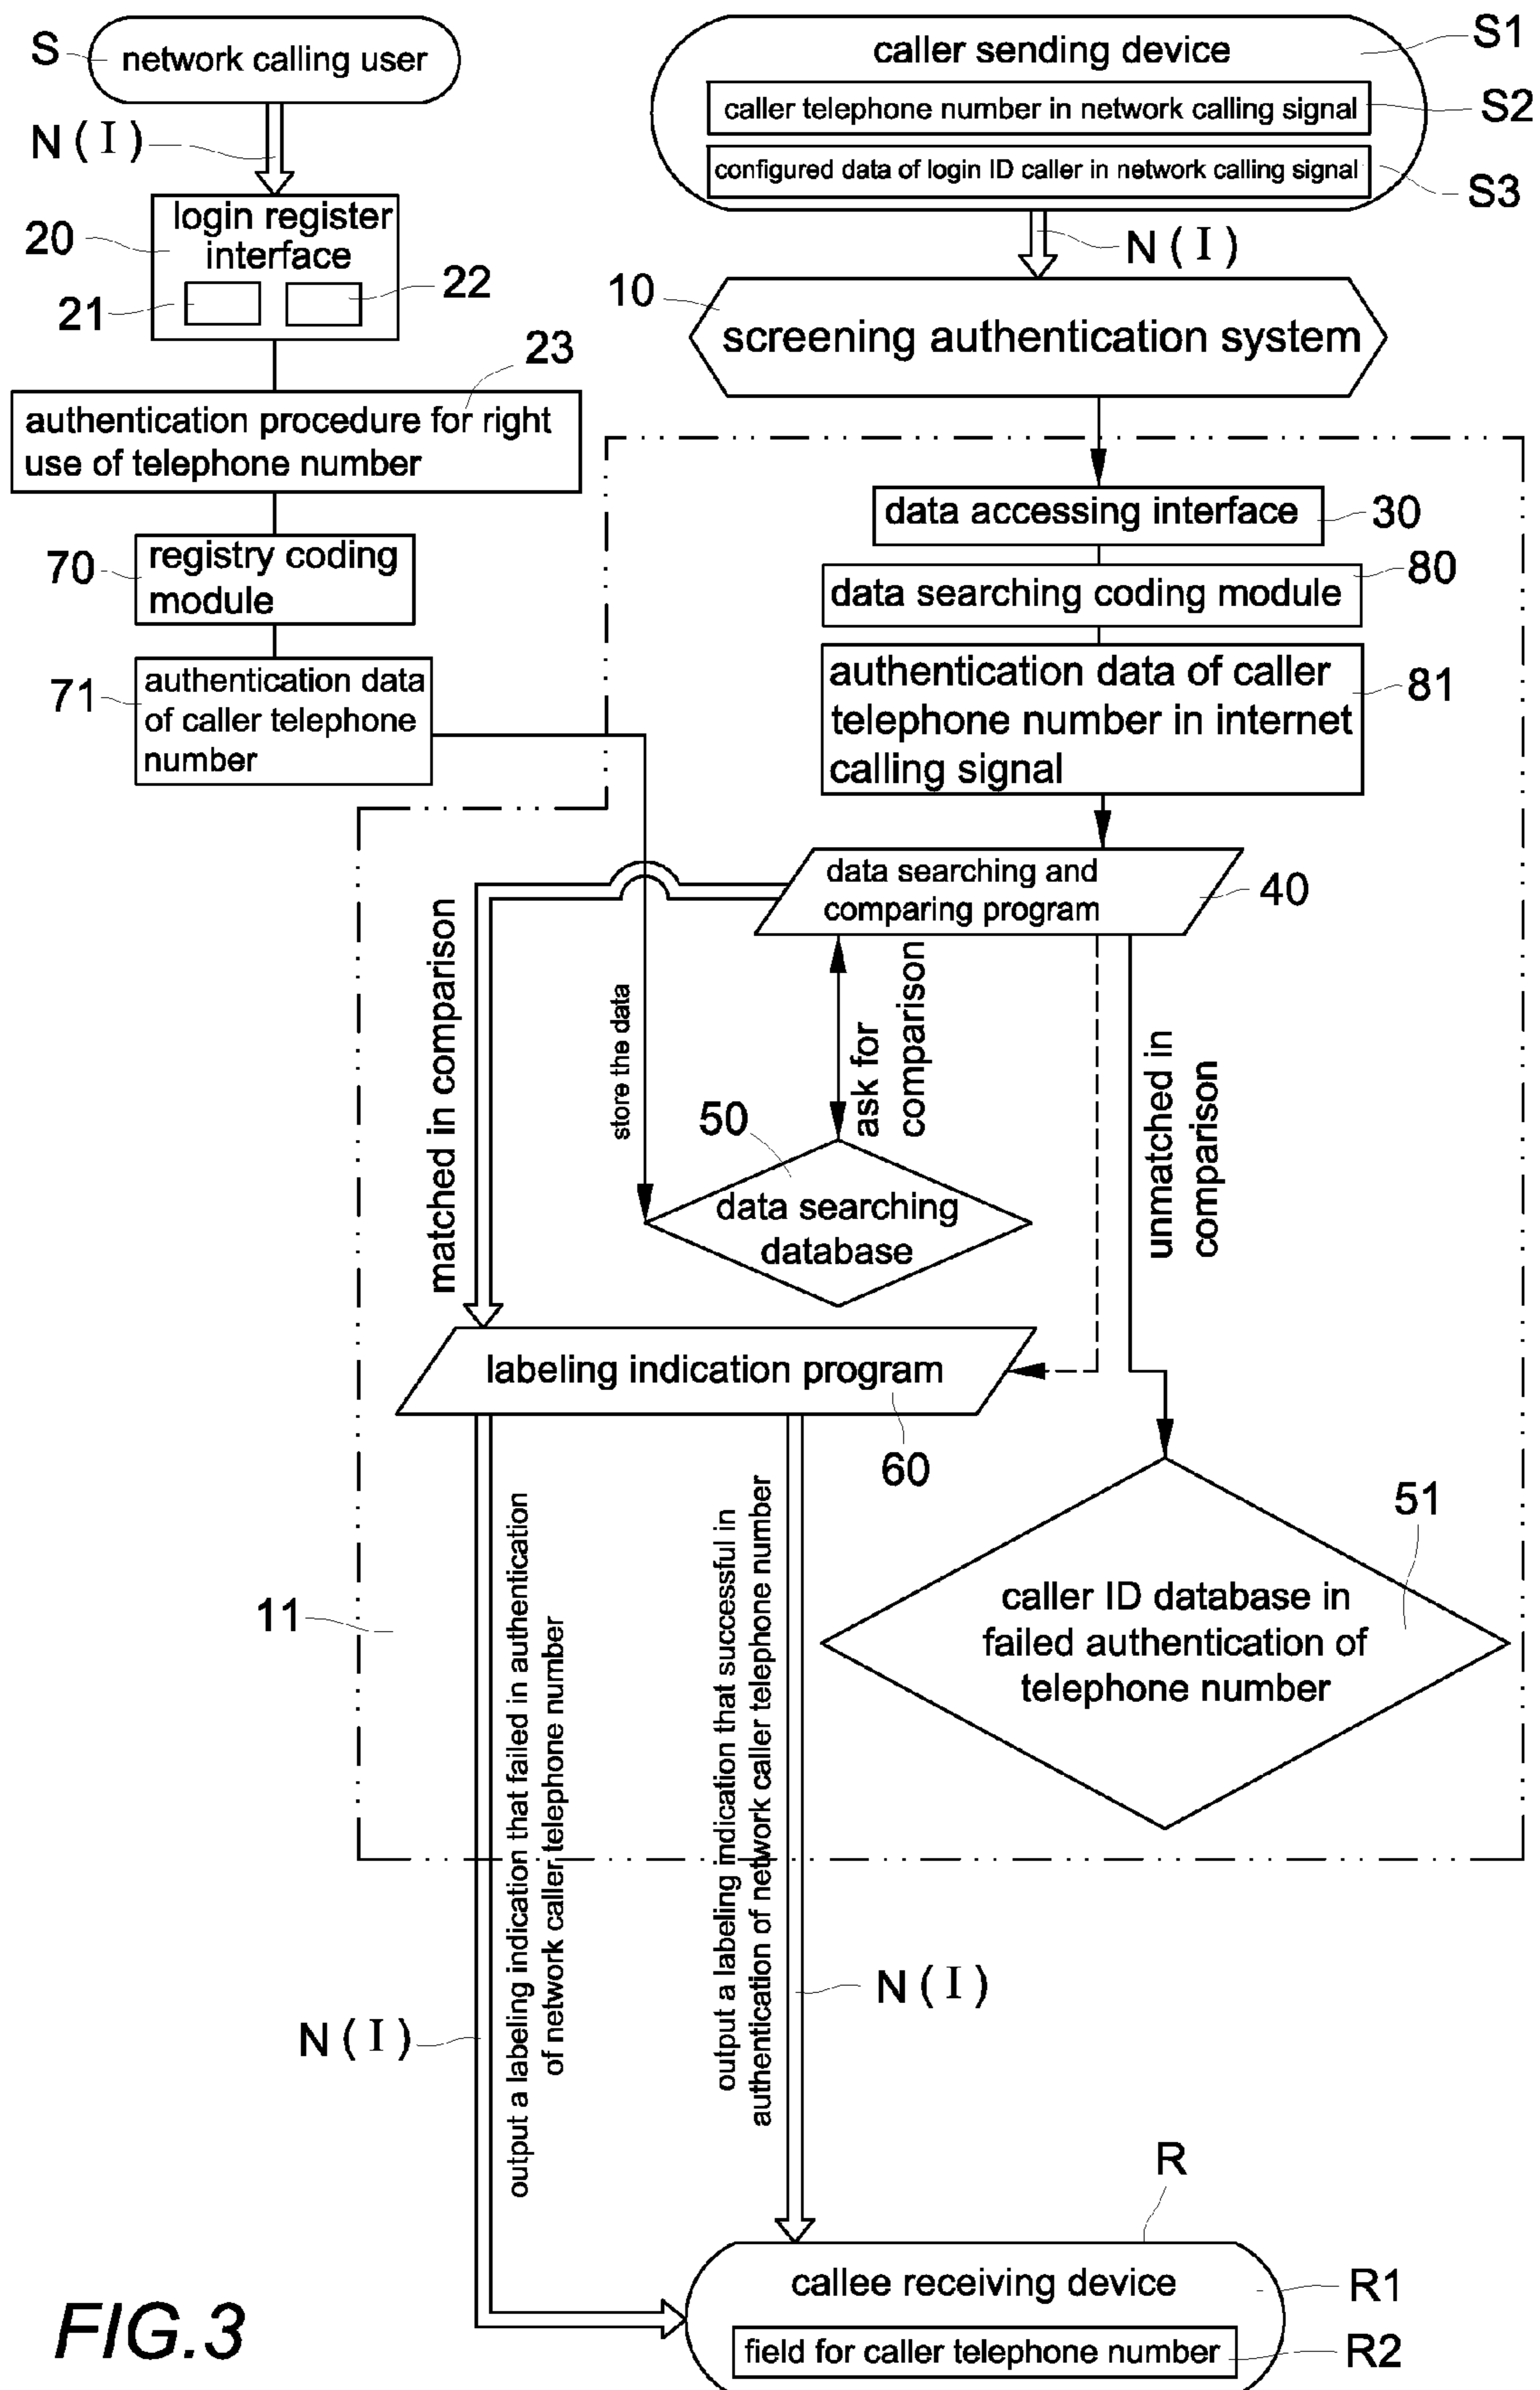 S
network calling user
N(I)
20
login register
interface
21
22
23
authentication procedure for right
use of telephone number
70
registry coding
module
71
authentication data
of caller telephone
number
caller sending device
S1
caller telephone number in network calling signal
S2
configured data of login ID caller in network calling signal
S3
N(I)
10
screening authentication system
data accessing interface
30
data searching coding module
80
authentication data of caller
telephone number in internet
calling signal
81
data searching and
comparing program
40
matched in comparison
store the data
ask for
comparison
unmatched in
comparison
50
data searching
database
labeling indication program
60
51
caller ID database in
failed authentication of
telephone number
11
output a labeling indication that failed in authentication
of network caller telephone number
output a labeling indication that successful in
authentication of network caller telephone number
N(I)
N(I)
R
callee receiving device
R1
field for caller telephone number
R2
FIG.3